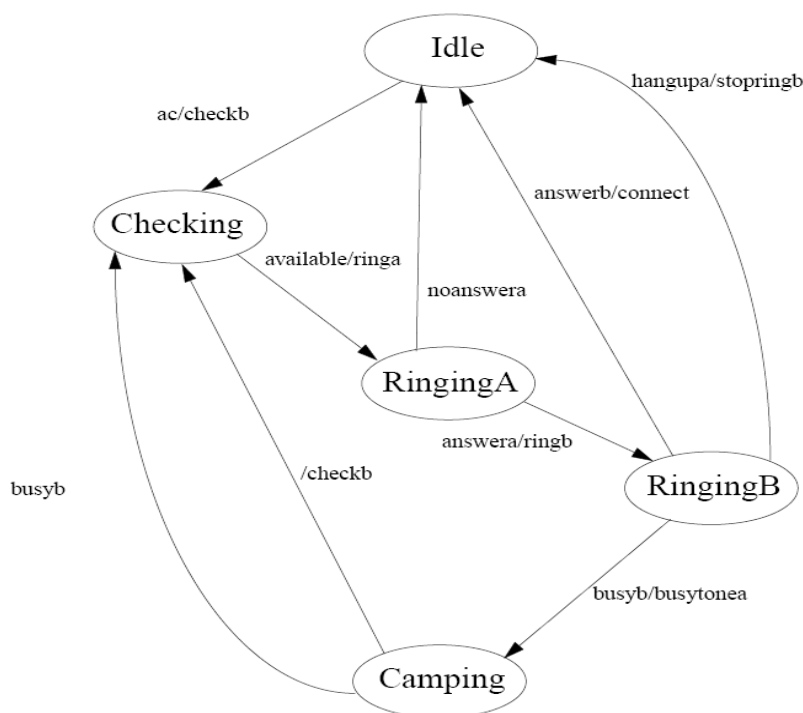 Idle
hangupa/stopringb
ac/checkb
answerb/connect
Checking
available/ringa
noanswera
RingingA
answera/ringb
/checkb
busyb
RingingB
busyb/busytonea
Camping